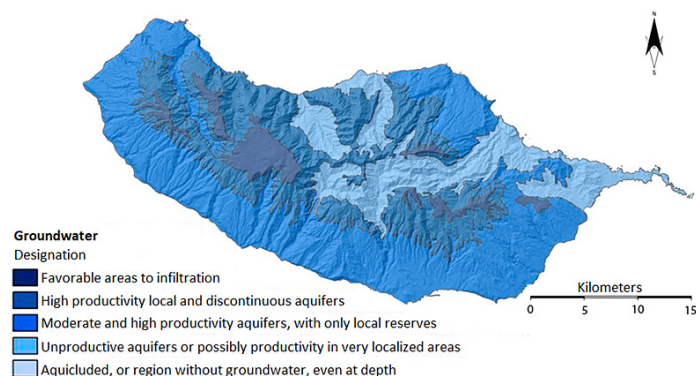 N
S
Groundwater
Designation
Favorable areas to infiltration
High productivity local and discontinuous aquifers
Moderate and high productivity aquifers, with only local reserves
Unproductive aquifers or possibly productivity in very localized areas
Aquicluded, or region without groundwater, even at depth
Kilometers
0 5 10 15